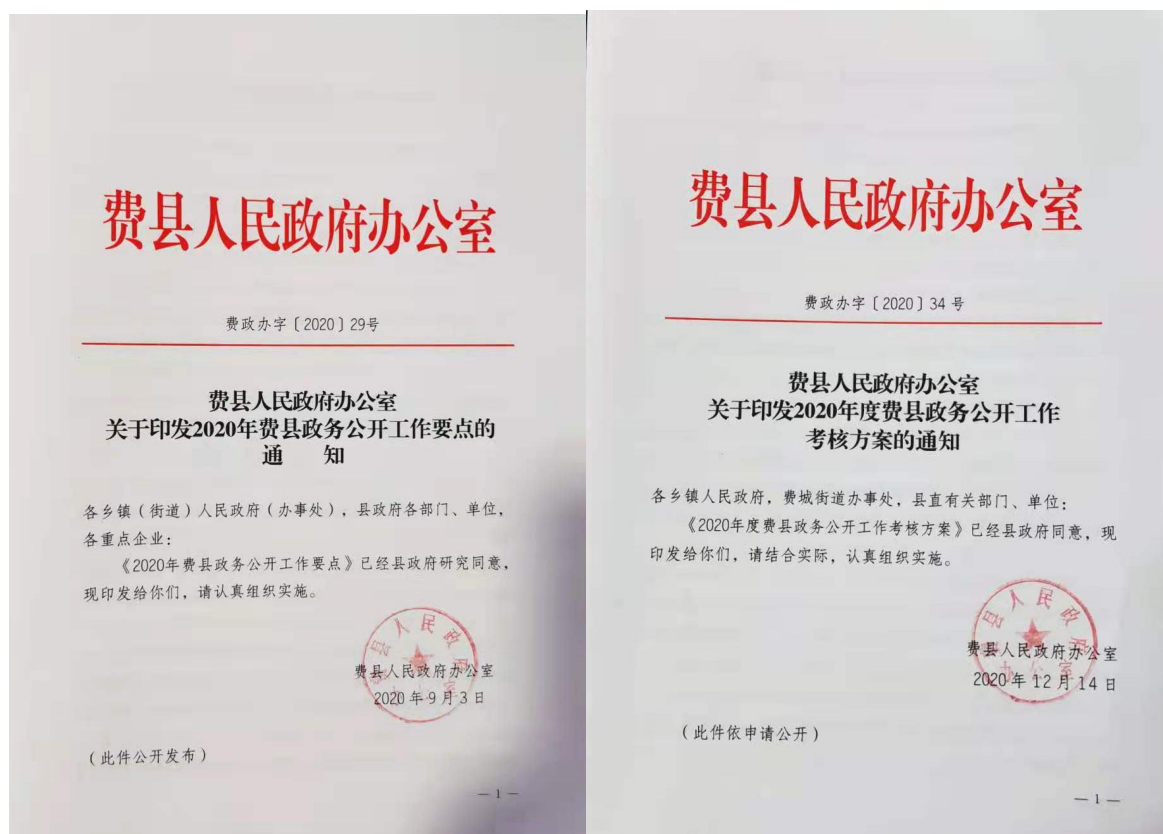 费县人民政府办公室
费政办字〔2020〕29号
费县人民政府办公室
关于印发2020年费县政务公开工作要点的
通　知
各乡镇（街道）人民政府（办事处），县政府各部门、单位，
各重点企业：
《2020年费县政务公开工作要点》已经县政府研究同意，
现印发给你们，请认真组织实施。
费县人民政府办公室
2020年9月3日
（此件公开发布）
—1—
费县人民政府办公室
费政办字〔2020〕34号
费县人民政府办公室
关于印发2020年度费县政务公开工作
考核方案的通知
各乡镇人民政府，费城街道办事处，县直有关部门、单位：
《2020年度费县政务公开工作考核方案》已经县政府同意，现
印发给你们，请结合实际，认真组织实施。
费县人民政府办公室
2020年12月14日
（此件依申请公开）
—1—